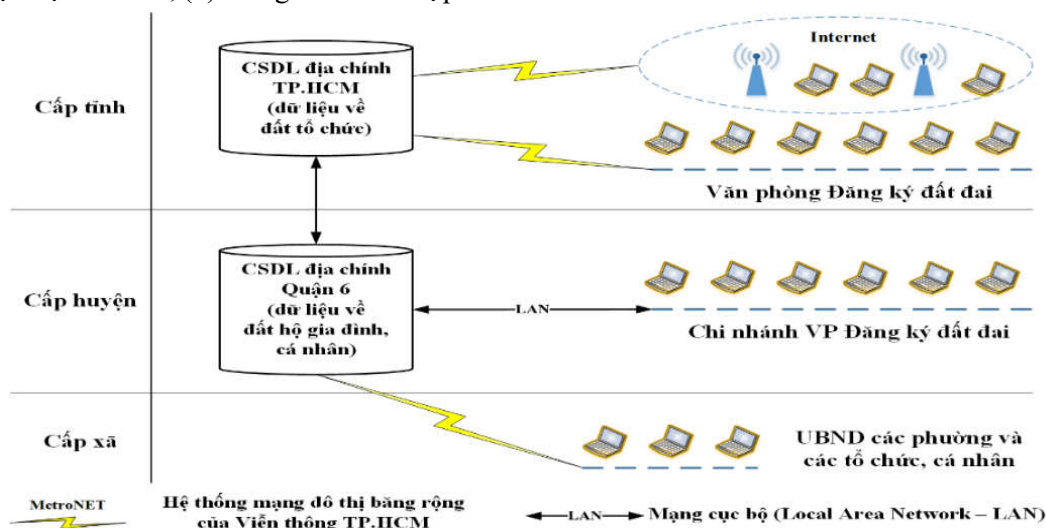 Internet
CSDL địa chính
TP.HCM
(dữ liệu về
đất tổ chức)
Cấp tỉnh
Văn phòng Đăng ký đất đai
CSDL địa chính
Quận 6
(dữ liệu về
đất hộ gia đình,
cá nhân)
Cấp huyện
LAN
Chi nhánh VP Đăng ký đất đai
Cấp xã
UBND các phường và
các tổ chức, cá nhân
MetroNET
Hệ thống mạng đô thị băng rộng
của Viễn thông TP.HCM
LAN
Mạng cục bộ (Local Area Network – LAN)